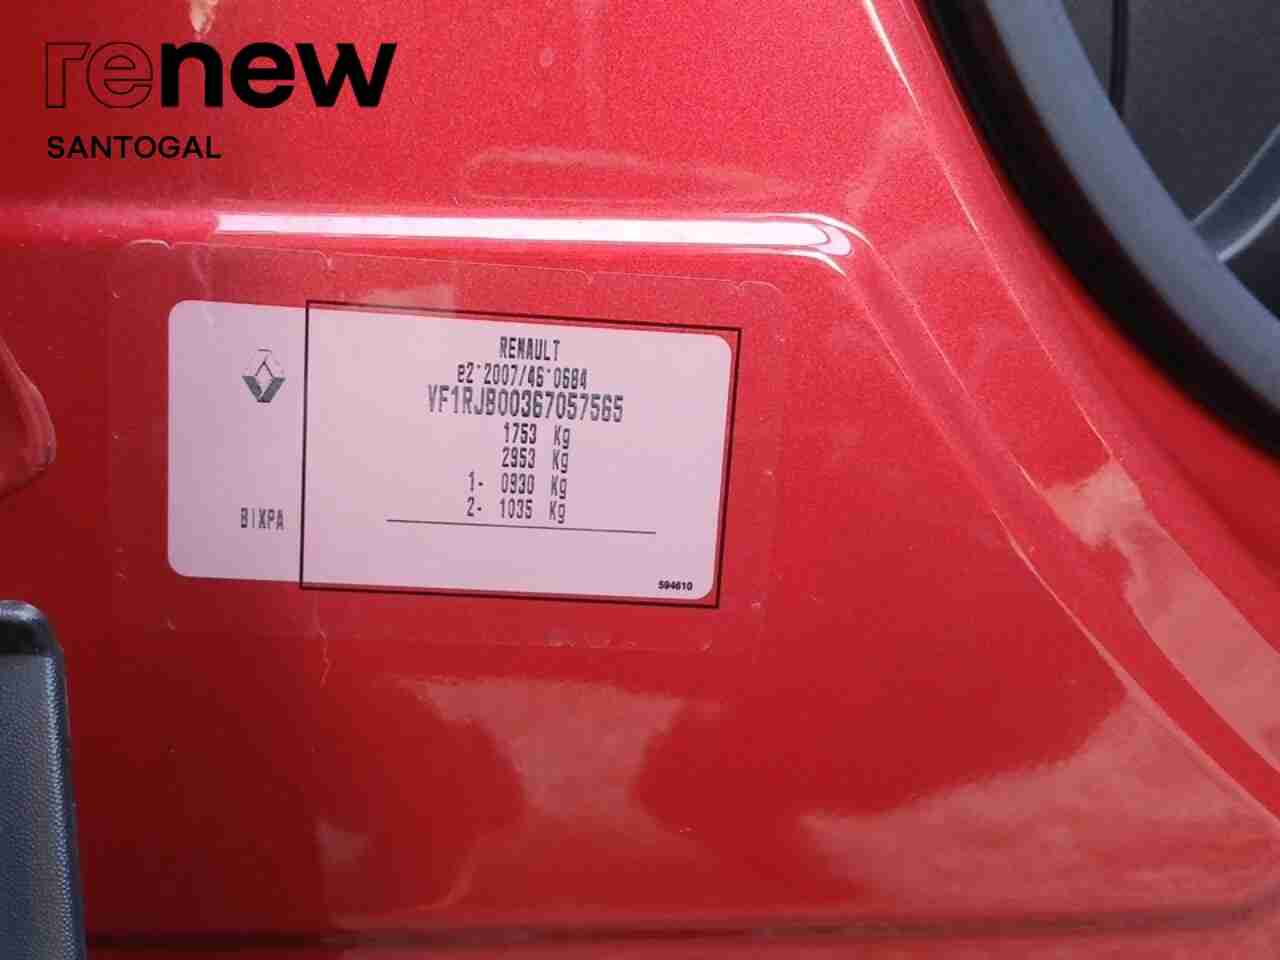 renew
SANTOGAL
RENAULT
e2*2007/46*0684
VF1RJB00367057565
1753 Kg
2953 Kg
1- 0930 Kg
2- 1035 Kg
BIXPA
594610